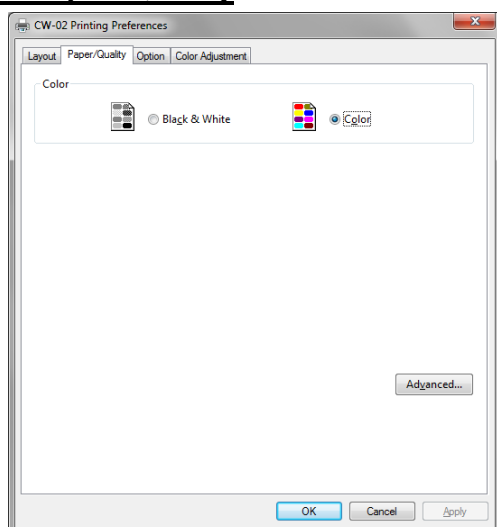 CW-02 Printing Preferences
Layout Paper/Quality Option Color Adjustment
Color
Black & White Color
Advanced...
OK Cancel Apply